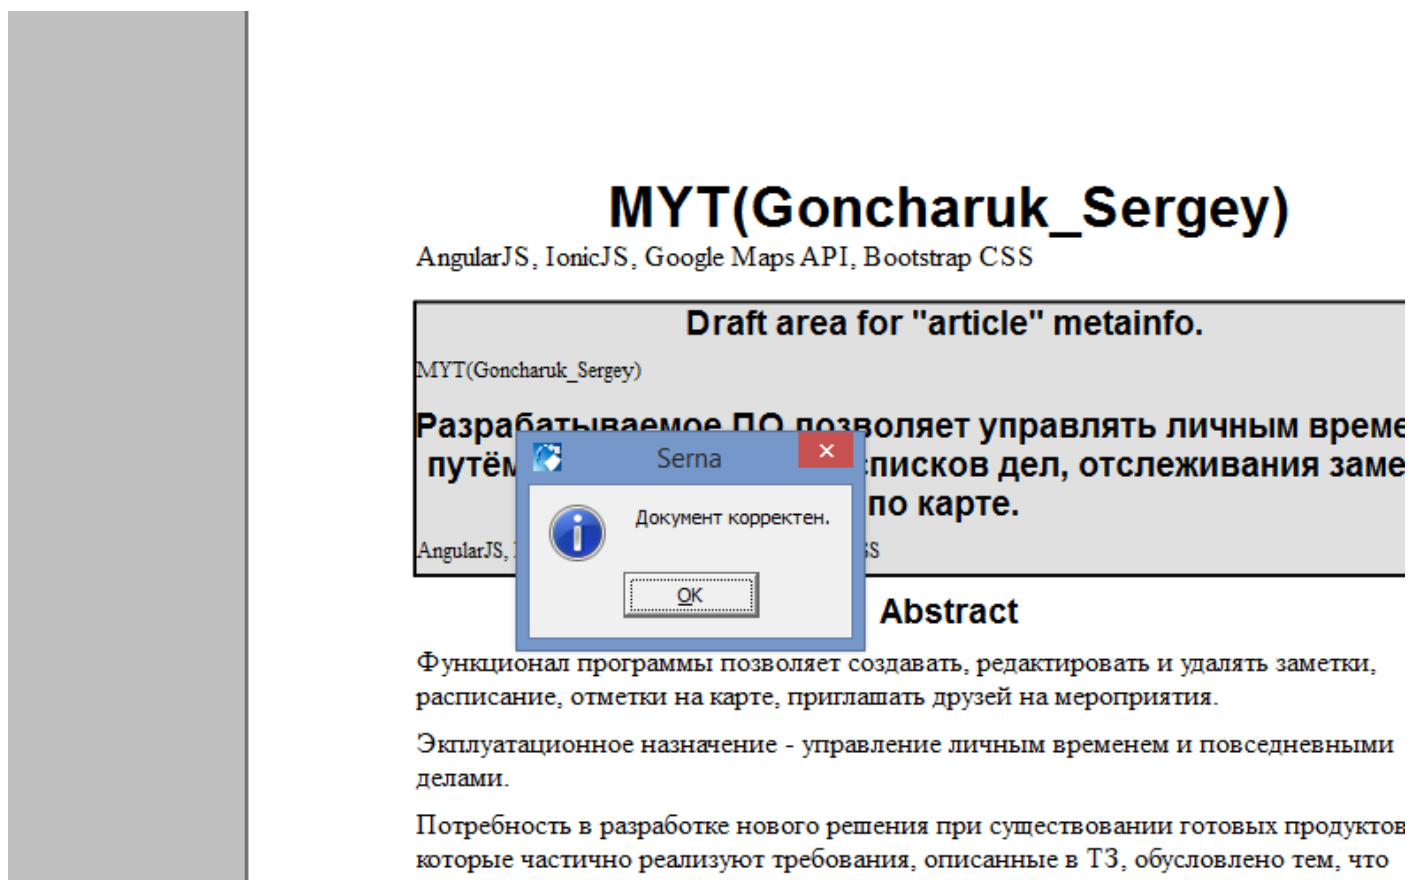 MYT(Goncharuk_Sergey)
AngularJS, IonicJS, Google Maps API, Bootstrap CSS
Draft area for "article" metainfo.
MYT(Goncharuk_Sergey)
Разрабатываемое ПО позволяет управлять личным време
путём списков дел, отслеживания заме
по карте.
AngularJS,
Serna
Документ корректен.
OK
Abstract
Функционал программы позволяет создавать, редактировать и удалять заметки,
расписание, отметки на карте, приглашать друзей на мероприятия.
Экплуатационное назначение - управление личным временем и повседневными
делами.
Потребность в разработке нового решения при существовании готовых продуктов
которые частично реализуют требования, описанные в ТЗ, обусловлено тем, что